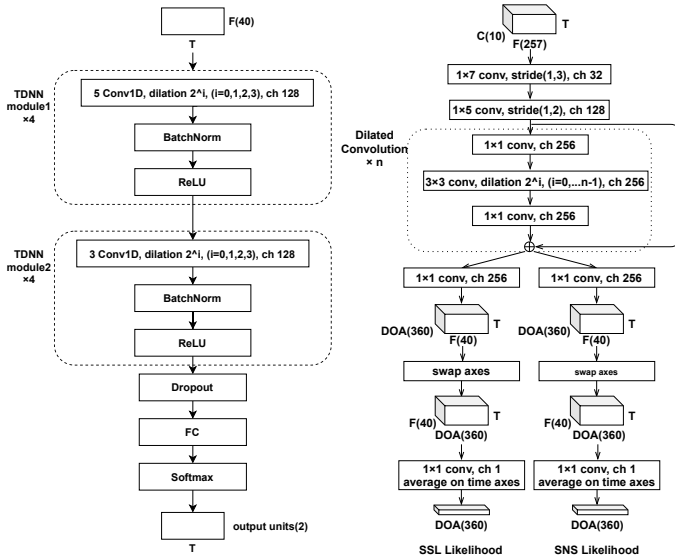 F(40)
T
TDNN
module1
×4
5 Conv1D, dilation 2^i, (i=0,1,2,3), ch 128
BatchNorm
ReLU
TDNN
module2
×4
3 Conv1D, dilation 2^i, (i=0,1,2,3), ch 128
BatchNorm
ReLU
Dropout
FC
Softmax
output units(2)
T
C(10)
F(257)
T
1×7 conv, stride(1,3), ch 32
1×5 conv, stride(1,2), ch 128
Dilated
Convolution
× n
1×1 conv, ch 256
3×3 conv, dilation 2^i, (i=0,...n-1), ch 256
1×1 conv, ch 256
1×1 conv, ch 256
1×1 conv, ch 256
DOA(360)
F(40)
T
DOA(360)
F(40)
T
swap axes
swap axes
F(40)
DOA(360)
T
F(40)
DOA(360)
T
1×1 conv, ch 1
average on time axes
1×1 conv, ch 1
average on time axes
DOA(360)
DOA(360)
SSL Likelihood
SNS Likelihood